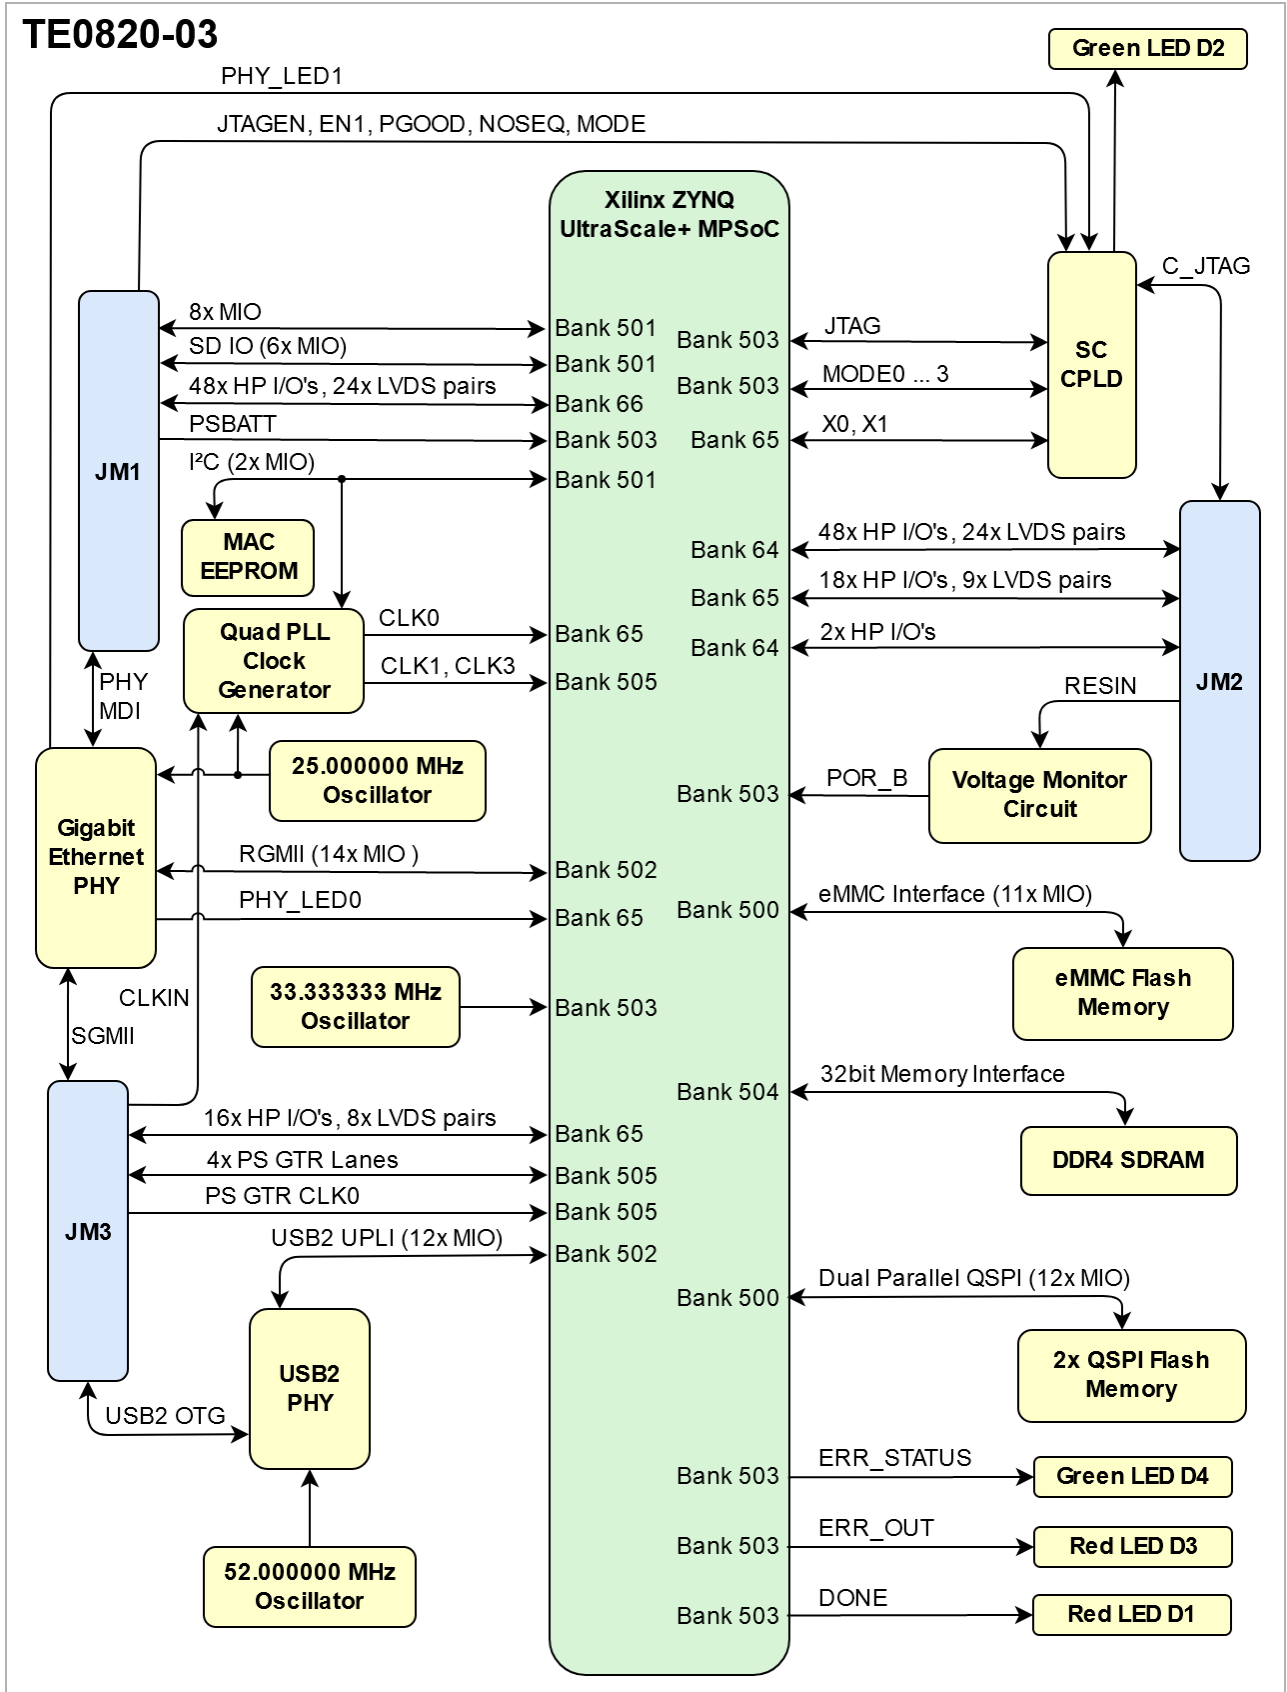 TE0820-03
Green LED D2
PHY_LED1
JTAGEN, EN1, PGOOD, NOSEQ, MODE
Xilinx ZYNQ
UltraScale+ MPSoC
C_JTAG
8x MIO
Bank 501
SD IO (6x MIO)
Bank 501
48x HP I/O's, 24x LVDS pairs
Bank 66
PSBATT
Bank 503
I²C (2x MIO)
Bank 501
JM1
Bank 503
JTAG
Bank 503
MODE0 ... 3
Bank 65
X0, X1
SC
CPLD
MAC
EEPROM
Bank 64
48x HP I/O's, 24x LVDS pairs
Bank 65
18x HP I/O's, 9x LVDS pairs
Bank 64
2x HP I/O's
Quad PLL
Clock
Generator
CLK0
Bank 65
CLK1, CLK3
Bank 505
JM2
PHY
MDI
RESIN
25.000000 MHz
Oscillator
Bank 503
POR_B
Voltage Monitor
Circuit
Gigabit
Ethernet
PHY
RGMII (14x MIO )
Bank 502
PHY_LED0
Bank 65
Bank 500
eMMC Interface (11x MIO)
eMMC Flash
Memory
CLKIN
33.333333 MHz
Oscillator
Bank 503
SGMII
Bank 504
32bit Memory Interface
DDR4 SDRAM
16x HP I/O's, 8x LVDS pairs
Bank 65
4x PS GTR Lanes
Bank 505
PS GTR CLK0
Bank 505
JM3
USB2 UPLI (12x MIO)
Bank 502
Bank 500
Dual Parallel QSPI (12x MIO)
2x QSPI Flash
Memory
USB2
PHY
USB2 OTG
Bank 503
ERR_STATUS
Green LED D4
Bank 503
ERR_OUT
Red LED D3
52.000000 MHz
Oscillator
Bank 503
DONE
Red LED D1